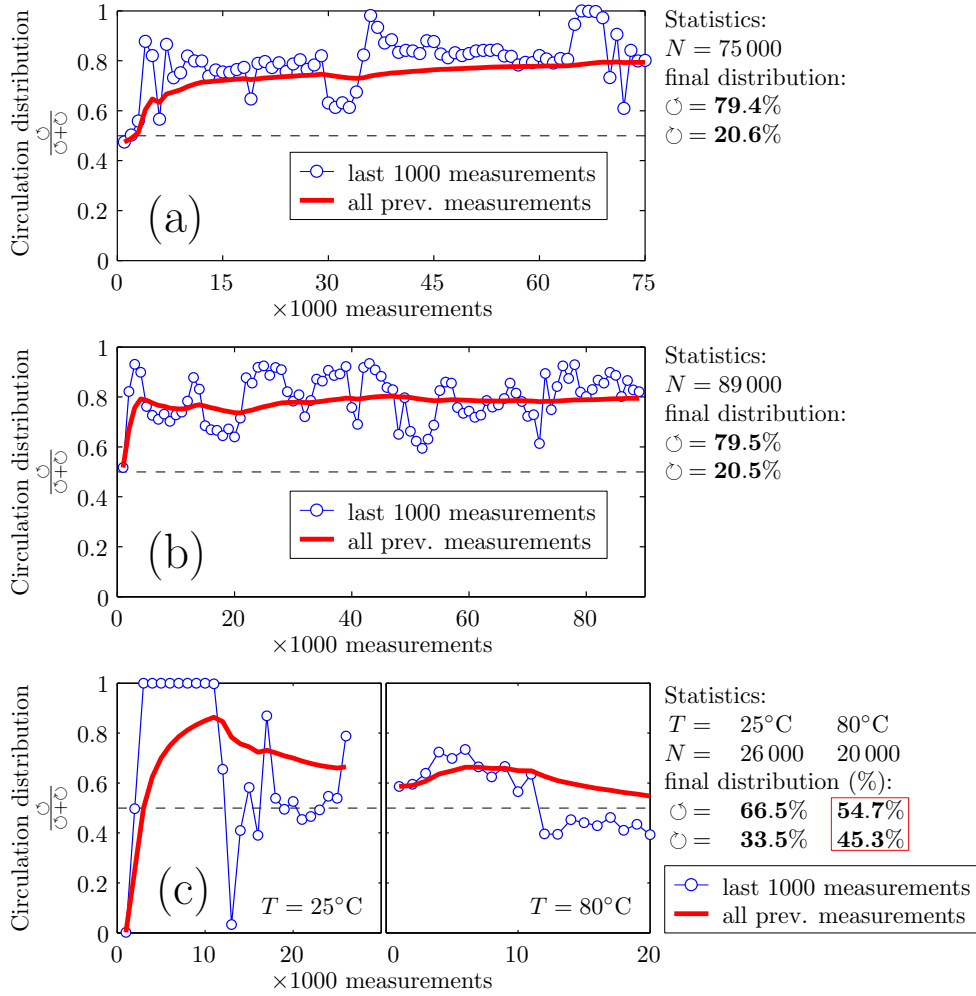 Circulation distribution
↺
↺+↻
1
0.8
0.6
0.4
0.2
0
last 1000 measurements
all prev. measurements
(a)
0 15 30 45 60 75
×1000 measurements
Statistics:
N = 75 000
final distribution:
↺ = 79.4%
↻ = 20.6%
Circulation distribution
↺
↺+↻
1
0.8
0.6
0.4
0.2
0
last 1000 measurements
all prev. measurements
(b)
0 20 40 60 80
×1000 measurements
Statistics:
N = 89 000
final distribution:
↺ = 79.5%
↻ = 20.5%
Circulation distribution
↺
↺+↻
1
0.8
0.6
0.4
0.2
0
(c)
T = 25°C
T = 80°C
0 10 20
0 10 20
×1000 measurements
Statistics:
T = 25°C 80°C
N = 26 000 20 000
final distribution (%):
↺ = 66.5% 54.7%
↻ = 33.5% 45.3%
last 1000 measurements
all prev. measurements